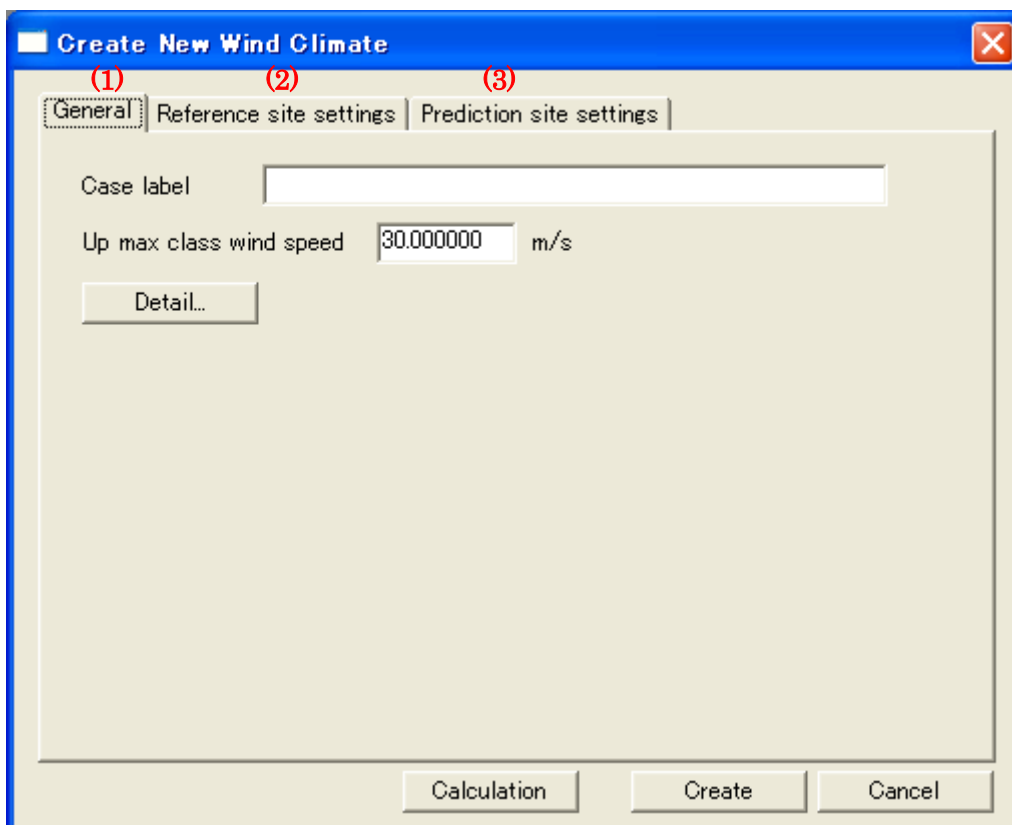 Create New Wind Climate
(1) (2) (3)
General Reference site settings Prediction site settings
Case label
Up max class wind speed 30.000000 m/s
Detail...
Calculation Create Cancel